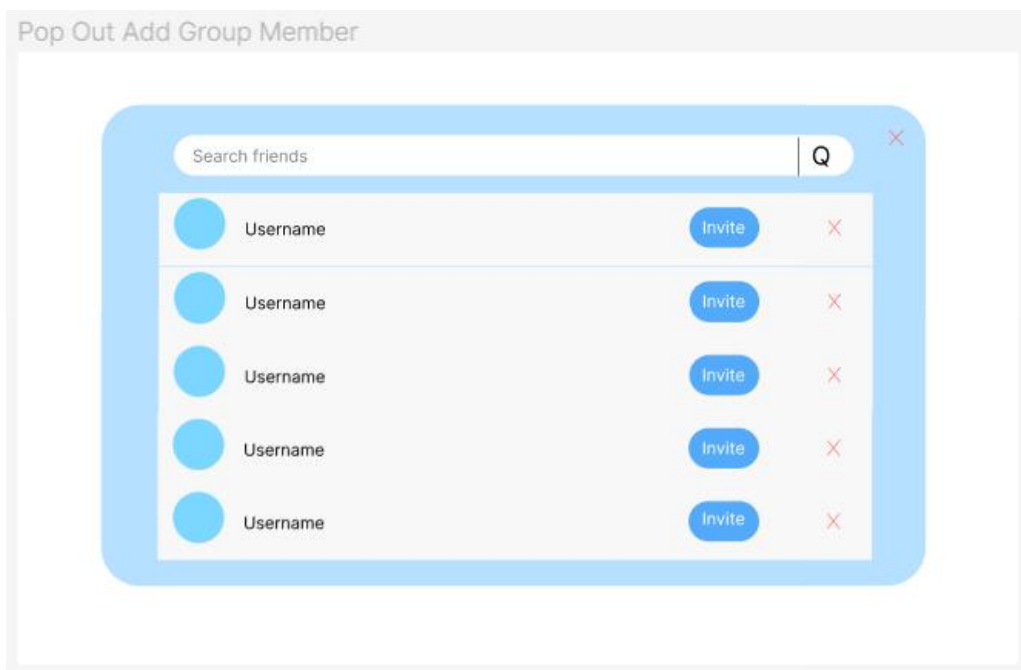 Pop Out Add Group Member
X
Search friends Q
Username Invite X
Username Invite X
Username Invite X
Username Invite X
Username Invite X